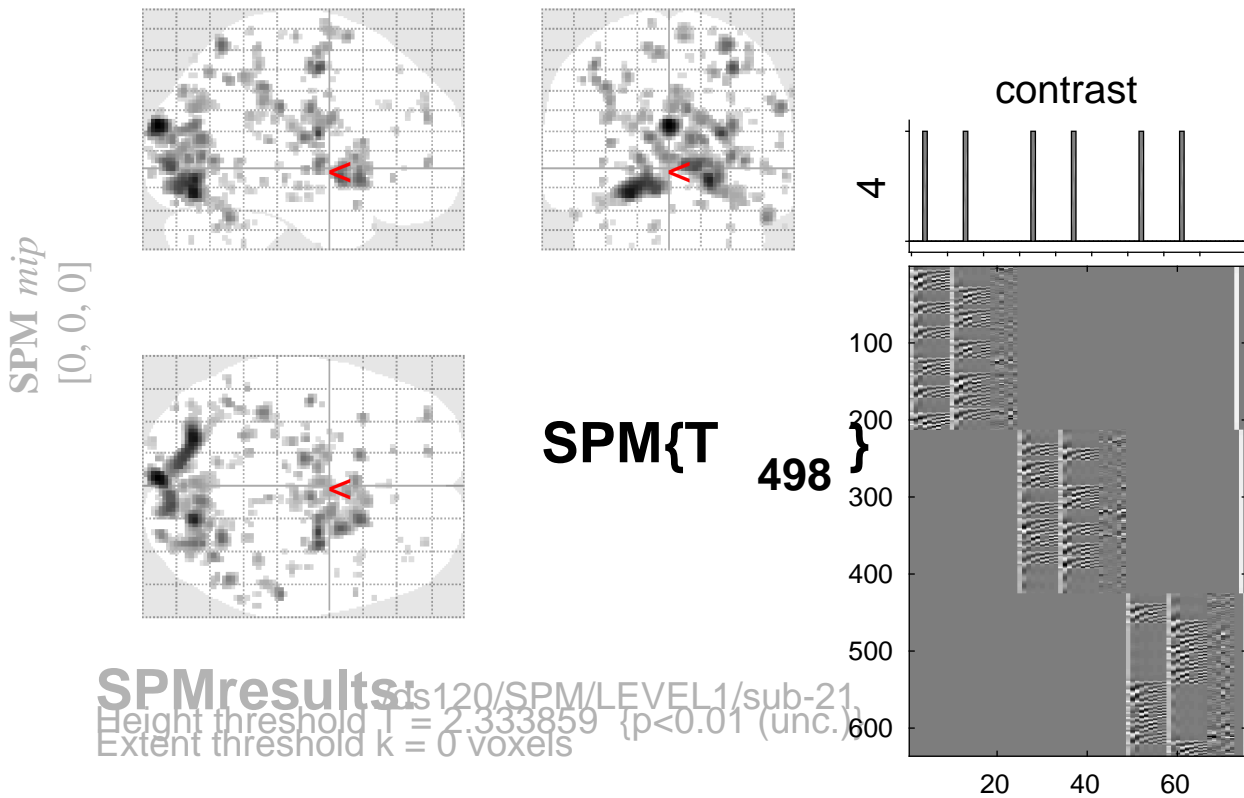 SPM mip
[0, 0, 0]
<
<
<
SPM{T 498 }
contrast
4
100
200
300
400
500
600
20 40 60
SPMresults: /ds120/SPM/LEVEL1/sub-21
Height threshold T = 2.333859 {p<0.01 (unc.)}
Extent threshold k = 0 voxels